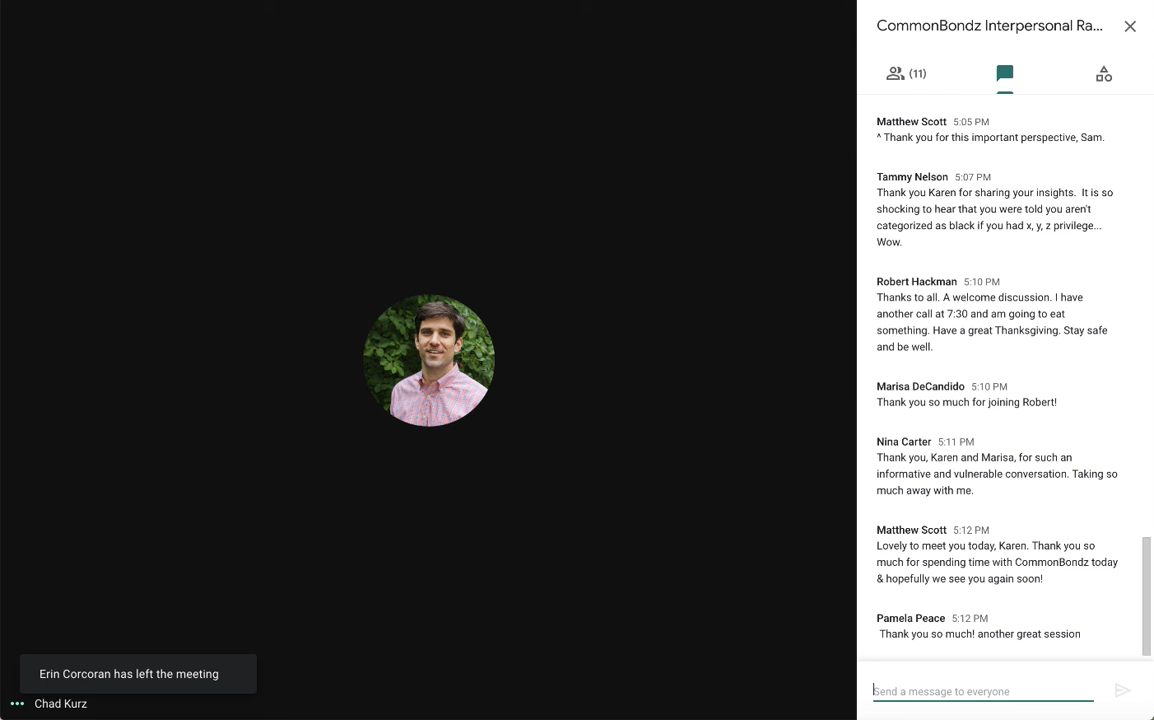 CommonBondz Interpersonal Ra...
(11)
Matthew Scott 5:05 PM
^ Thank you for this important perspective, Sam.
Tammy Nelson 5:07 PM
Thank you Karen for sharing your insights.  It is so
shocking to hear that you were told you aren't
categorized as black if you had x, y, z privilege...
Wow.
Robert Hackman 5:10 PM
Thanks to all. A welcome discussion. I have
another call at 7:30 and am going to eat
something. Have a great Thanksgiving. Stay safe
and be well.
Marisa DeCandido 5:10 PM
Thank you so much for joining Robert!
Nina Carter 5:11 PM
Thank you, Karen and Marisa, for such an
informative and vulnerable conversation. Taking so
much away with me.
Matthew Scott 5:12 PM
Lovely to meet you today, Karen. Thank you so
much for spending time with CommonBondz today
& hopefully we see you again soon!
Pamela Peace 5:12 PM
Thank you so much! another great session
Send a message to everyone
Erin Corcoran has left the meeting
Chad Kurz